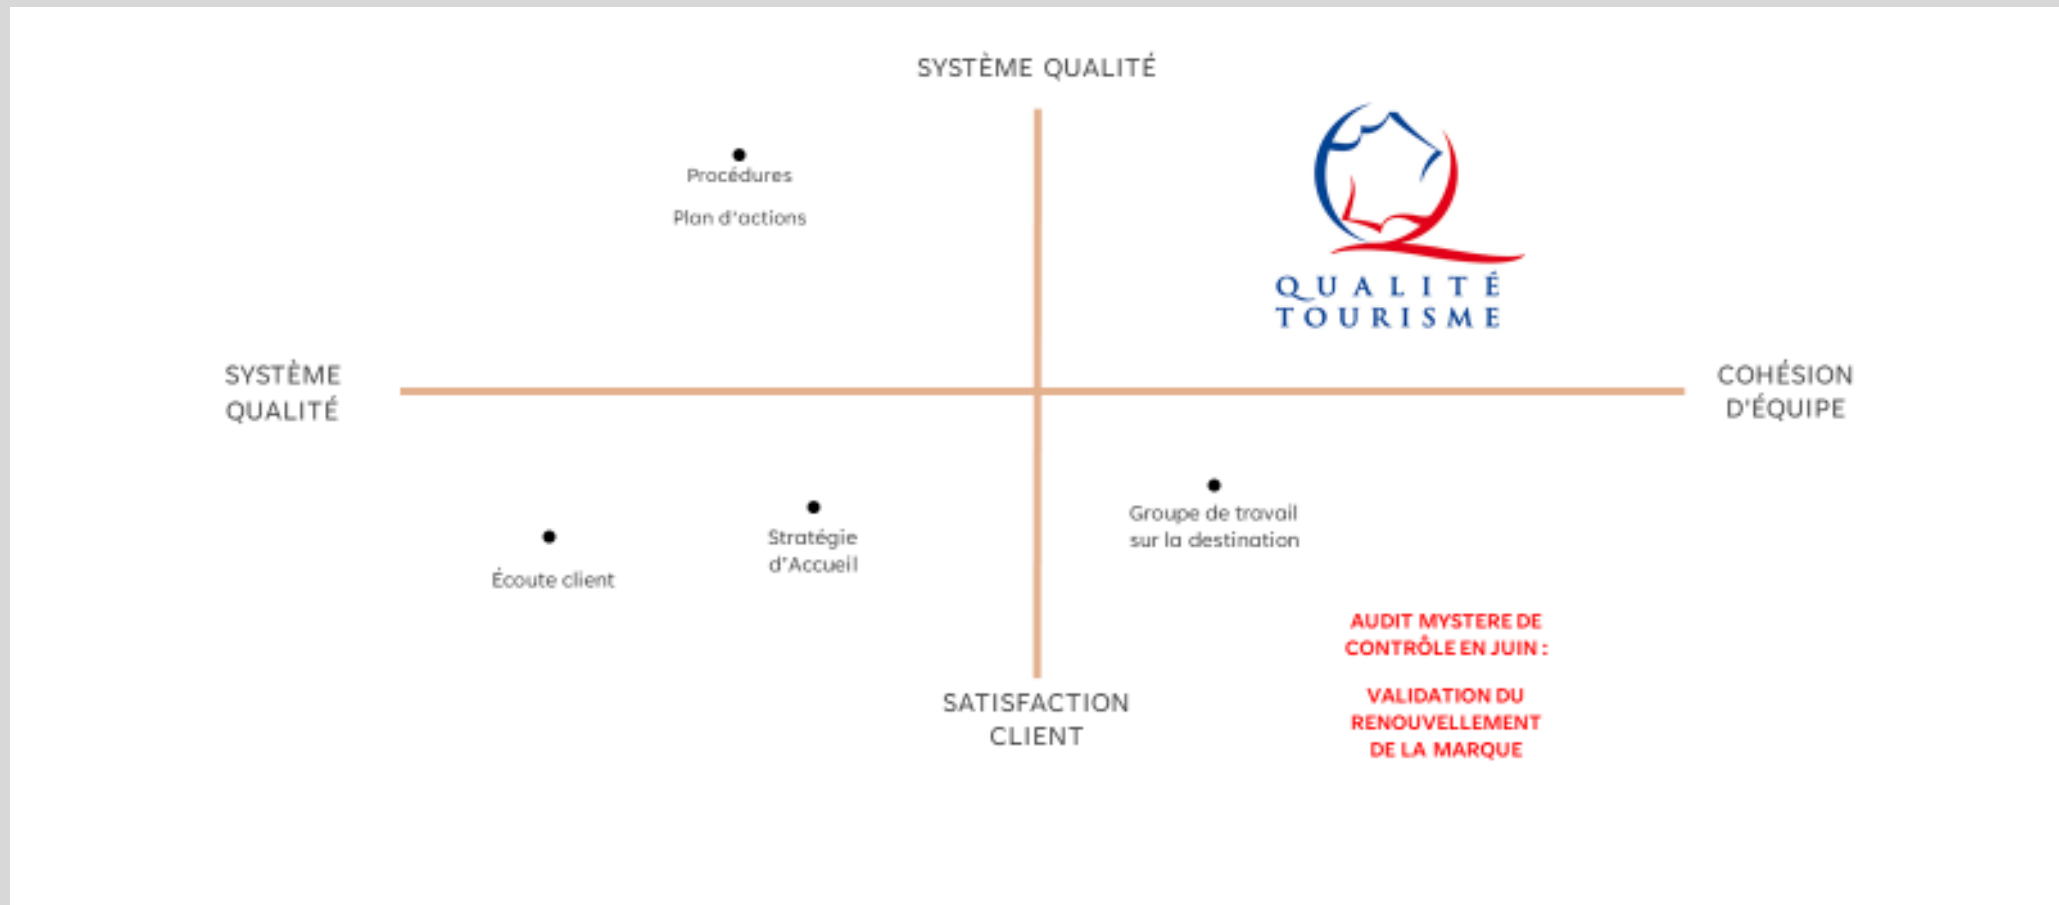 SYSTÈME QUALITÉ
Procédures
Plan d'actions
QUALITÉ
TOURISME
SYSTÈME
QUALITÉ
COHÉSION
D'ÉQUIPE
Écoute client
Stratégie
d'Accueil
Groupe de travail
sur la destination
AUDIT MYSTERE DE
CONTRÔLE EN JUIN :
VALIDATION DU
RENOUVELLEMENT
DE LA MARQUE
SATISFACTION
CLIENT